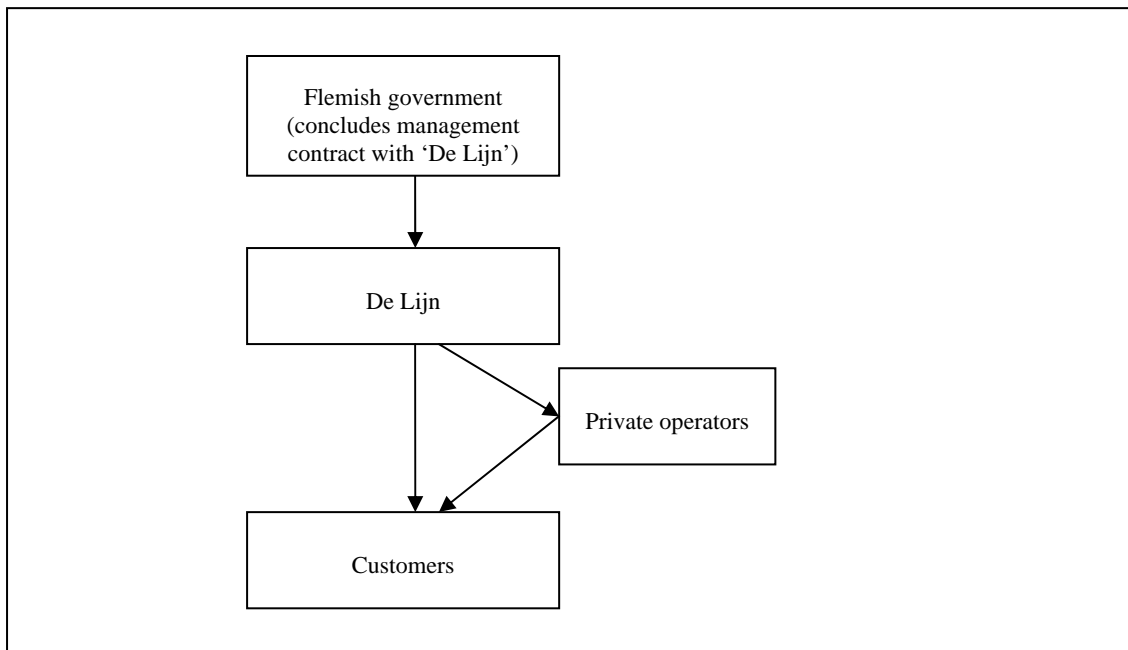 Flemish government
(concludes management
contract with ‘De Lijn’)
De Lijn
Private operators
Customers